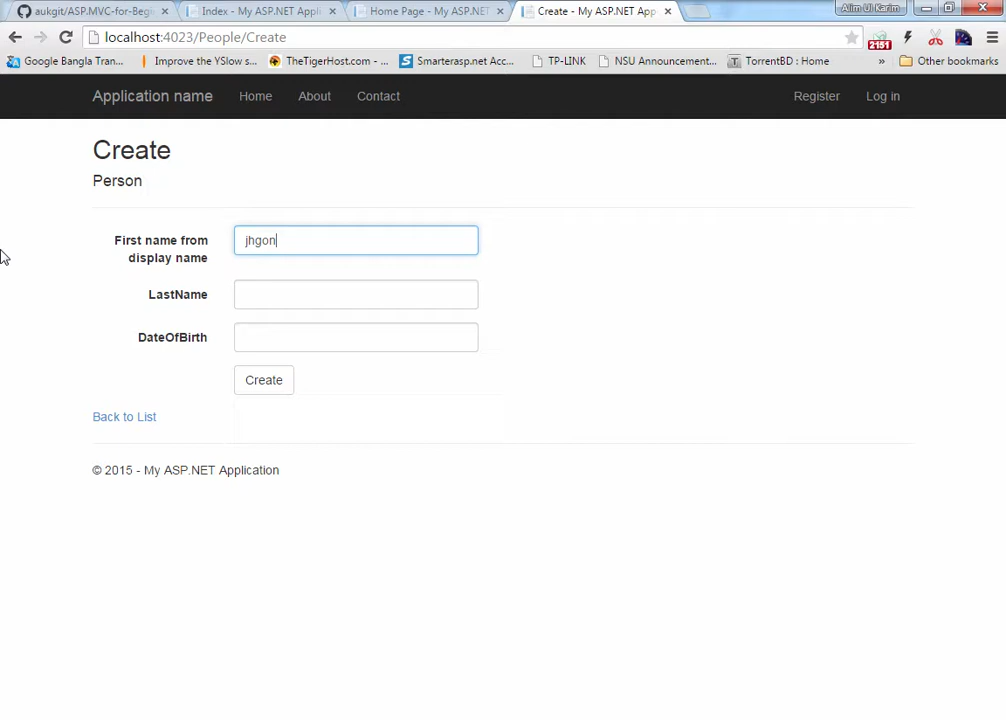 aukgit/ASP.MVC-for-Begi
Index - My ASP.NET Appli
Home Page - My ASP.NET
Create - My ASP.NET App
Alim Ul Karim
localhost:4023/People/Create
2151
Google Bangla Tran...
Improve the YSlow s...
TheTigerHost.com - ...
Smarterasp.net Acc...
TP-LINK
NSU Announcement...
TorrentBD : Home
»
Other bookmarks
Application name
Home
About
Contact
Register
Log in
Create
Person
First name from
display name
jhgon
LastName
DateOfBirth
Create
Back to List
© 2015 - My ASP.NET Application